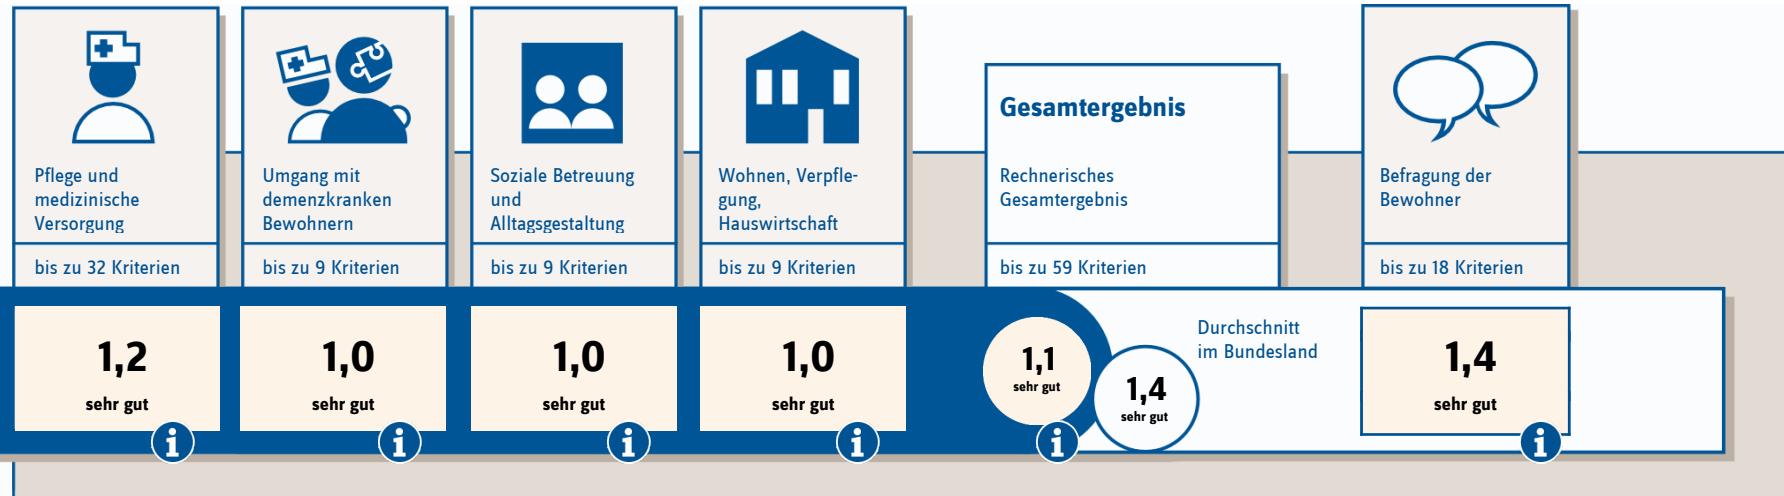 Pflege und
medizinische
Versorgung
bis zu 32 Kriterien
1,2
sehr gut
Umgang mit
demenzkranken
Bewohnern
bis zu 9 Kriterien
1,0
sehr gut
Soziale Betreuung
und
Alltagsgestaltung
bis zu 9 Kriterien
1,0
sehr gut
Wohnen, Verpfle-
gung,
Hauswirtschaft
bis zu 9 Kriterien
1,0
sehr gut
Gesamtergebnis
Rechnerisches
Gesamtergebnis
bis zu 59 Kriterien
1,1
sehr gut
1,4
sehr gut
Durchschnitt
im Bundesland
Befragung der
Bewohner
bis zu 18 Kriterien
1,4
sehr gut
i
i
i
i
i
i